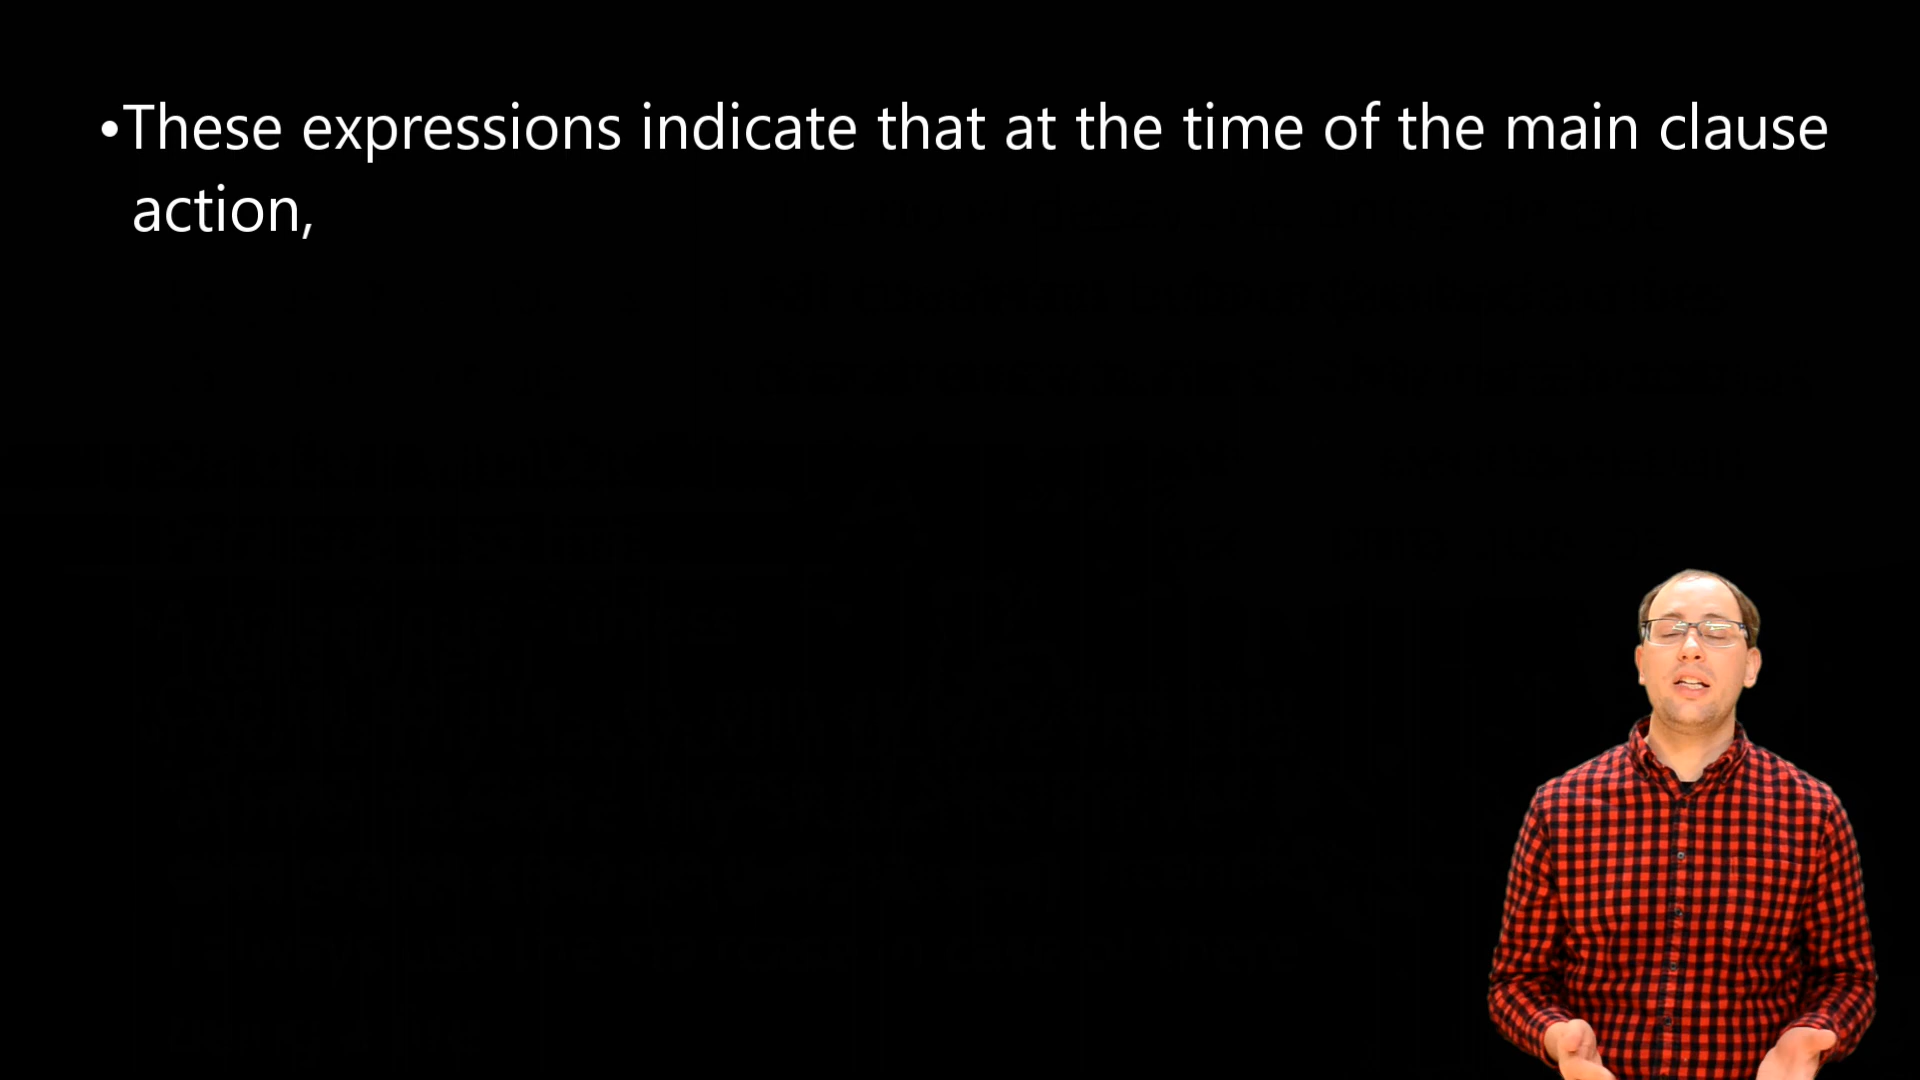 •These expressions indicate that at the time of the main clause
action,